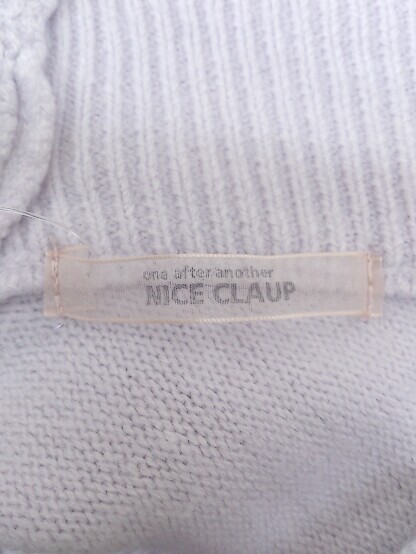 one after another
NICE CLAUP